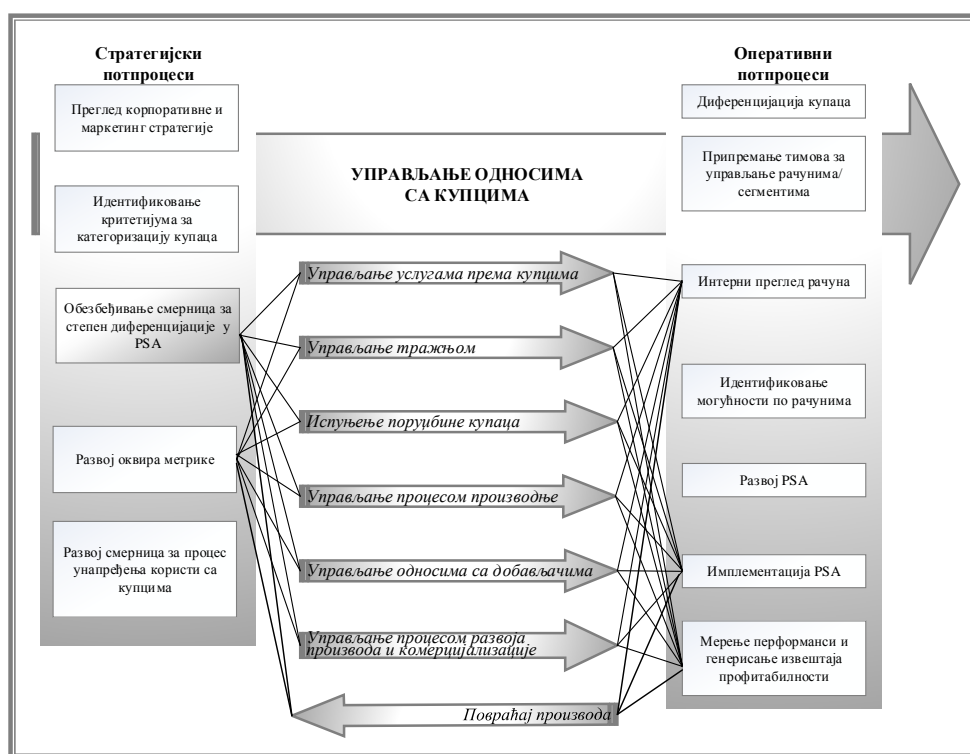 Стратегијски
потпроцеси
Преглед корпоративне и
маркетинг стратегије
Идентификовање
критетијума за
категоризацију купаца
Обезбеђивање смерница за
степен диференцијације у
PSA
Развој оквира метрике
Развој смерница за процес
унапређења користи са
купцима
УПРАВЉАЊЕ ОДНОСИМА
СА КУПЦИМА
Управљање услугама према купцима
Управљање тражњом
Испуњење поруџбине купаца
Управљање процесом производње
Управљање односима са добављачима
Управљање процесом развоја
производа и комерцијализације
Повраћај производа
Оперативни
потпроцеси
Диференцијација купаца
Припремање тимова за
управљање рачунима/
сегментима
Интерни преглед рачуна
Идентификовање
могућности по рачунима
Развој PSA
Имплементација PSA
Мерење перформанси и
генерисање извештаја
профитабилности